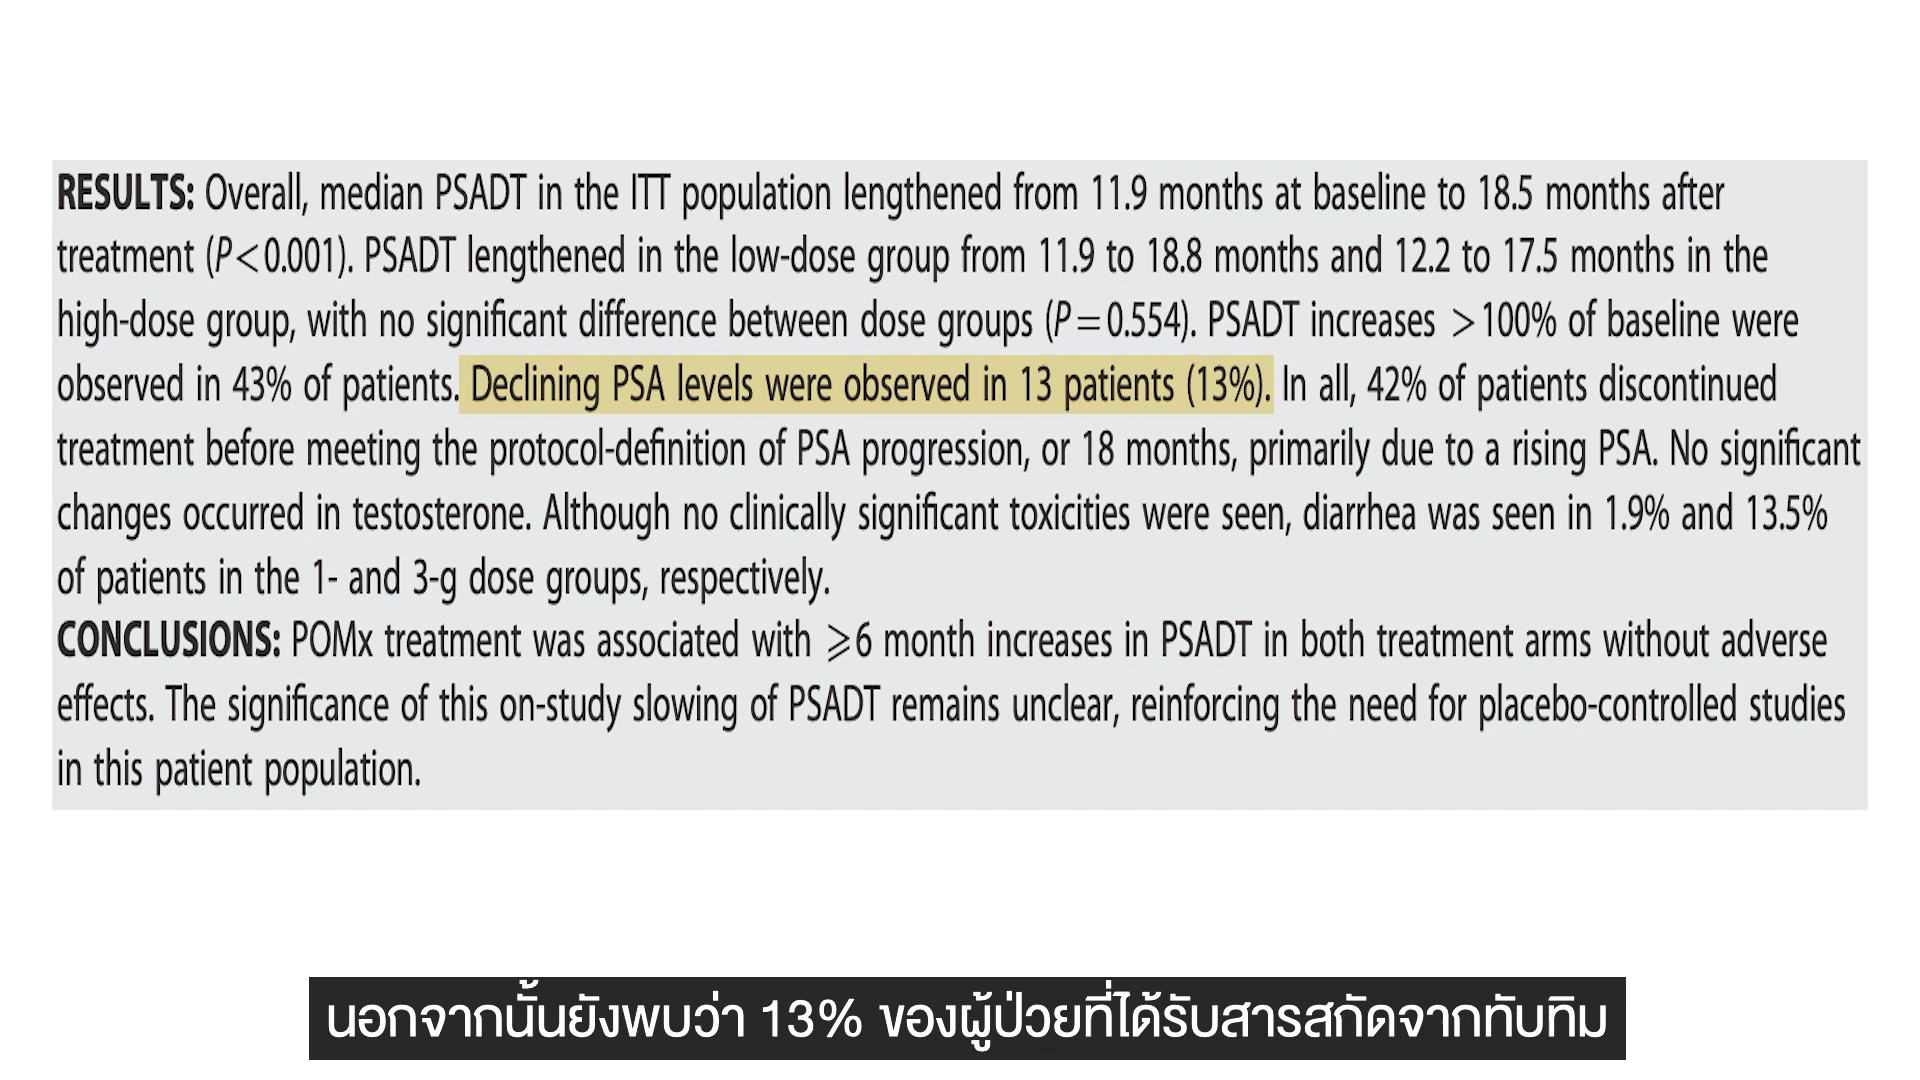 RESULTS: Overall, median PSADT in the ITT population lengthened from 11.9 months at baseline to 18.5 months after
treatment (P<0.001). PSADT lengthened in the low-dose group from 11.9 to 18.8 months and 12.2 to 17.5 months in the
high-dose group, with no significant difference between dose groups (P=0.554). PSADT increases >100% of baseline were
observed in 43% of patients. Declining PSA levels were observed in 13 patients (13%). In all, 42% of patients discontinued
treatment before meeting the protocol-definition of PSA progression, or 18 months, primarily due to a rising PSA. No significant
changes occurred in testosterone. Although no clinically significant toxicities were seen, diarrhea was seen in 1.9% and 13.5%
of patients in the 1- and 3-g dose groups, respectively.
CONCLUSIONS: POMx treatment was associated with ⩾6 month increases in PSADT in both treatment arms without adverse
effects. The significance of this on-study slowing of PSADT remains unclear, reinforcing the need for placebo-controlled studies
in this patient population.
นอกจากนั้นยังพบว่า 13% ของผู้ป่วยที่ได้รับสารสกัดจากทับทิม